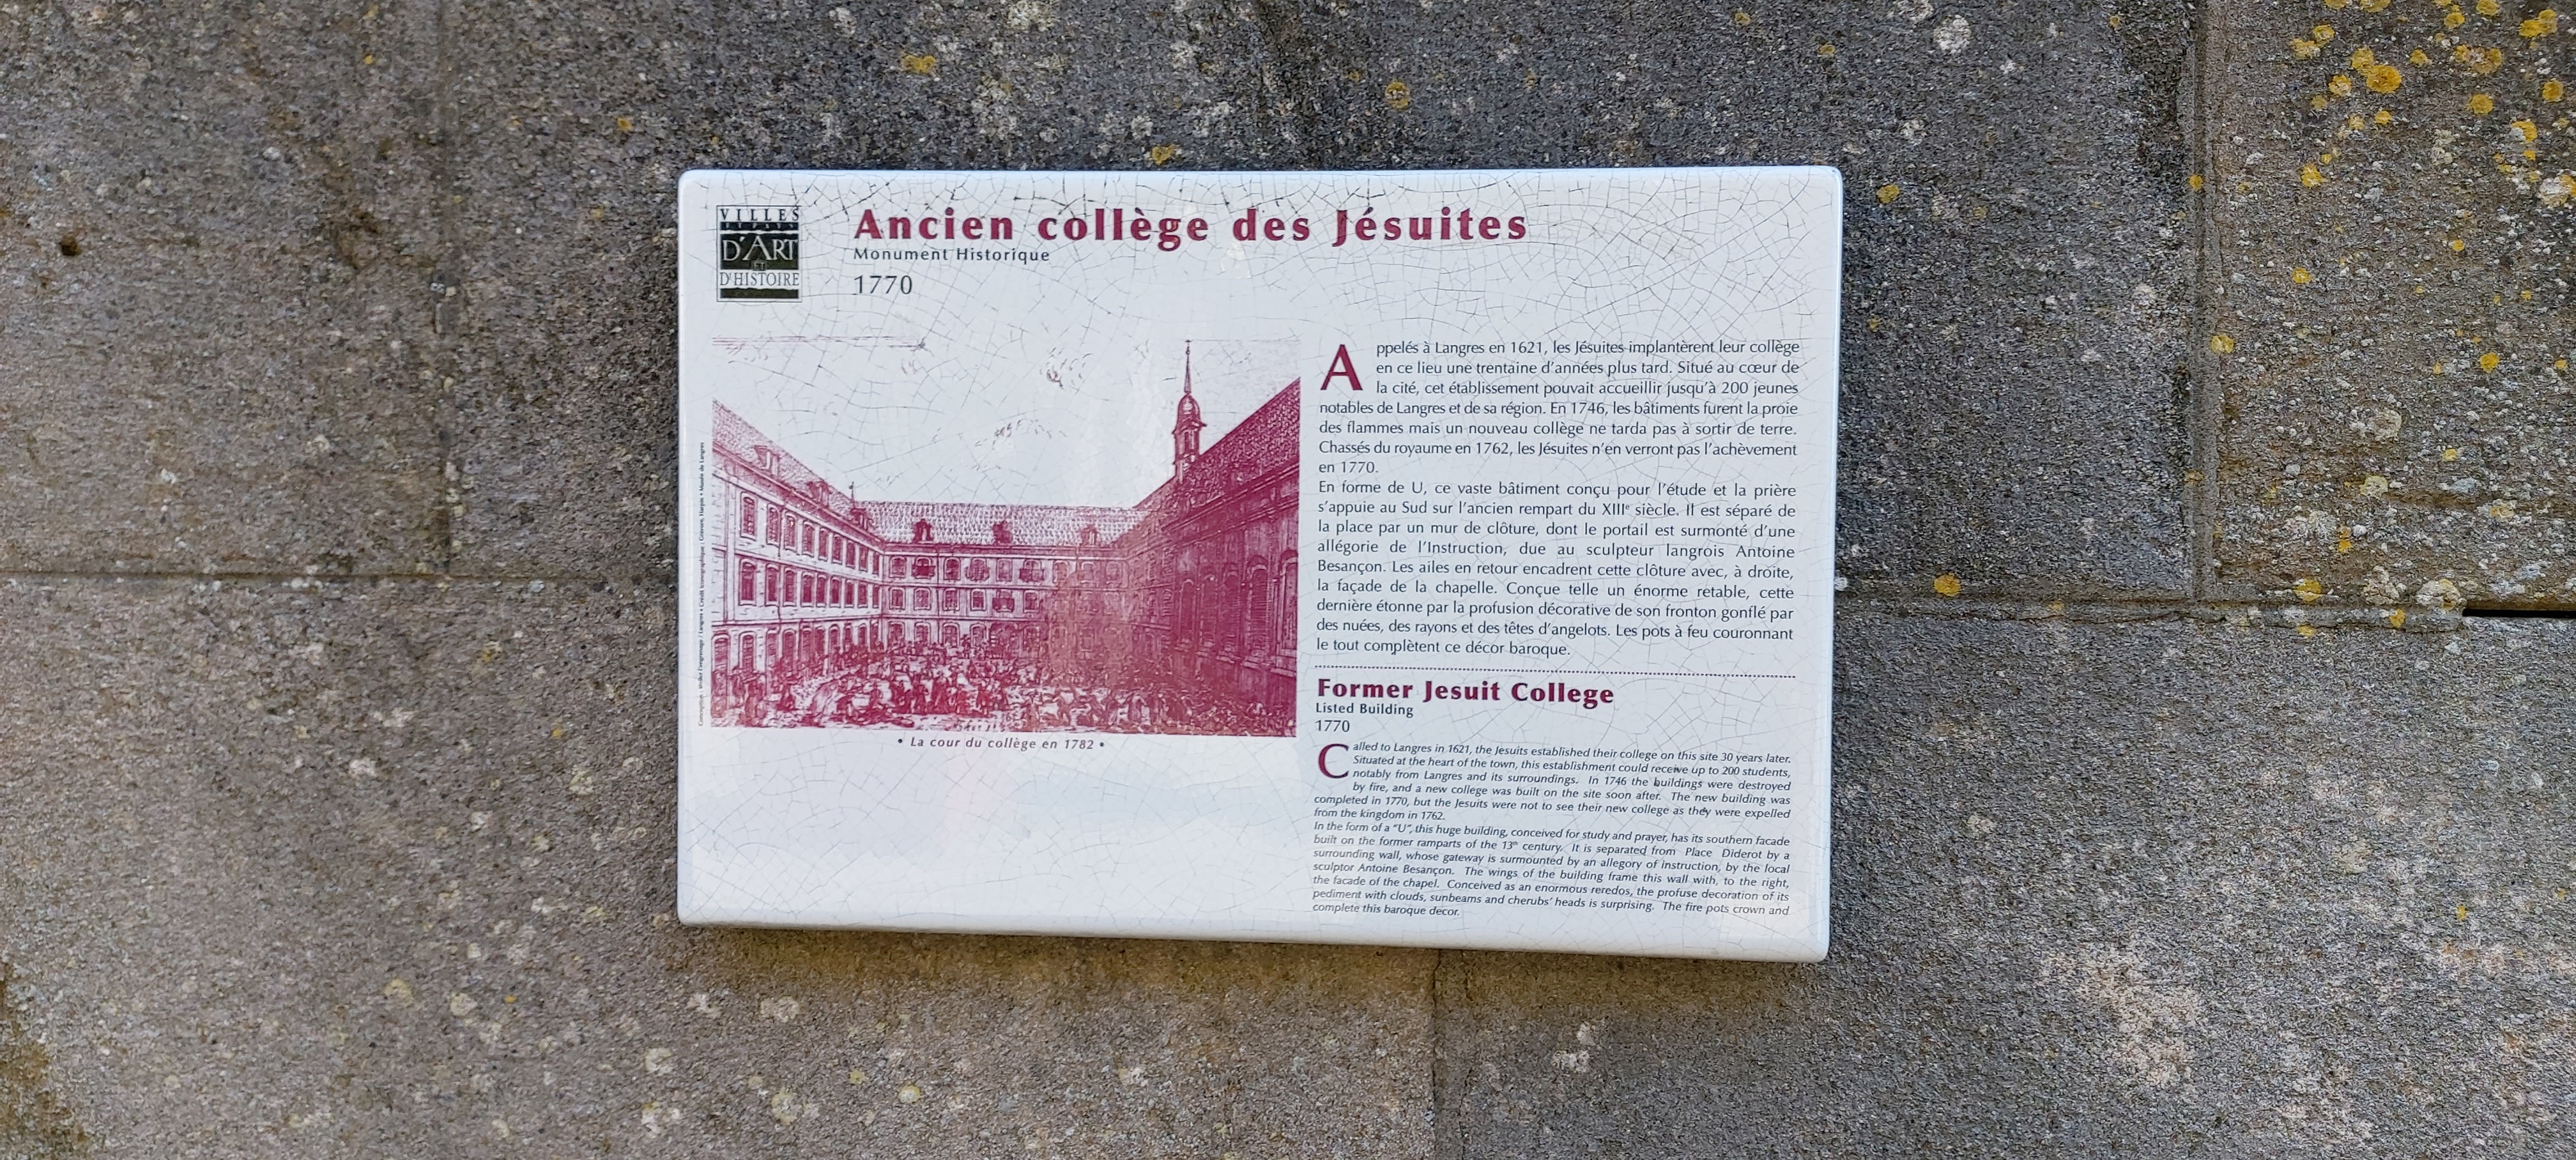 VILLES
ET PAYS
D'ART
ET
D'HISTOIRE
Ancien collège des Jésuites
Monument Historique
1770
Appelés à Langres en 1621, les Jésuites implantèrent leur collège
en ce lieu une trentaine d'années plus tard. Situé au cœur de
la cité, cet établissement pouvait accueillir jusqu'à 200 jeunes
notables de Langres et de sa région. En 1746, les bâtiments furent la proie
des flammes mais un nouveau collège ne tarda pas à sortir de terre.
Chassés du royaume en 1762, les Jésuites n'en verront pas l'achèvement
en 1770.
En forme de U, ce vaste bâtiment conçu pour l'étude et la prière
s'appuie au Sud sur l'ancien rempart du XIIIe siècle. Il est séparé de
la place par un mur de clôture, dont le portail est surmonté d'une
allégorie de l'Instruction, due au sculpteur langrois Antoine
Besançon. Les ailes en retour encadrent cette clôture avec, à droite,
la façade de la chapelle. Conçue telle un énorme retable, cette
dernière étonne par la profusion décorative de son fronton gonflé par
des nuées, des rayons et des têtes d'angelots. Les pots à feu couronnant
le tout complètent ce décor baroque.
• La cour du collège en 1782 •
Former Jesuit College
Listed Building
1770
Called to Langres in 1621, the Jesuits established their college on this site 30 years later.
Situated at the heart of the town, this establishment could receive up to 200 students,
notably from Langres and its surroundings. In 1746 the buildings were destroyed
by fire, and a new college was built on the site soon after. The new building was
completed in 1770, but the Jesuits were not to see their new college as they were expelled
from the kingdom in 1762.
In the form of a "U", this huge building, conceived for study and prayer, has its southern facade
built on the former ramparts of the 13th century. It is separated from Place Diderot by a
surrounding wall, whose gateway is surmounted by an allegory of instruction, by the local
sculptor Antoine Besançon. The wings of the building frame this wall with, to the right,
the facade of the chapel. Conceived as an enormous reredos, the profuse decoration of its
pediment with clouds, sunbeams and cherubs' heads is surprising. The fire pots crown and
complete this baroque decor.